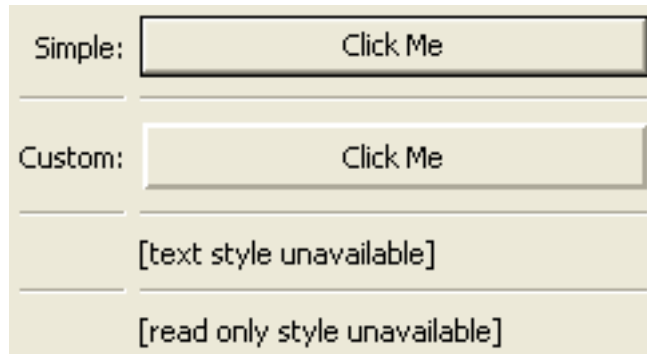 Simple: Click Me
Custom: Click Me
[text style unavailable]
[read only style unavailable]